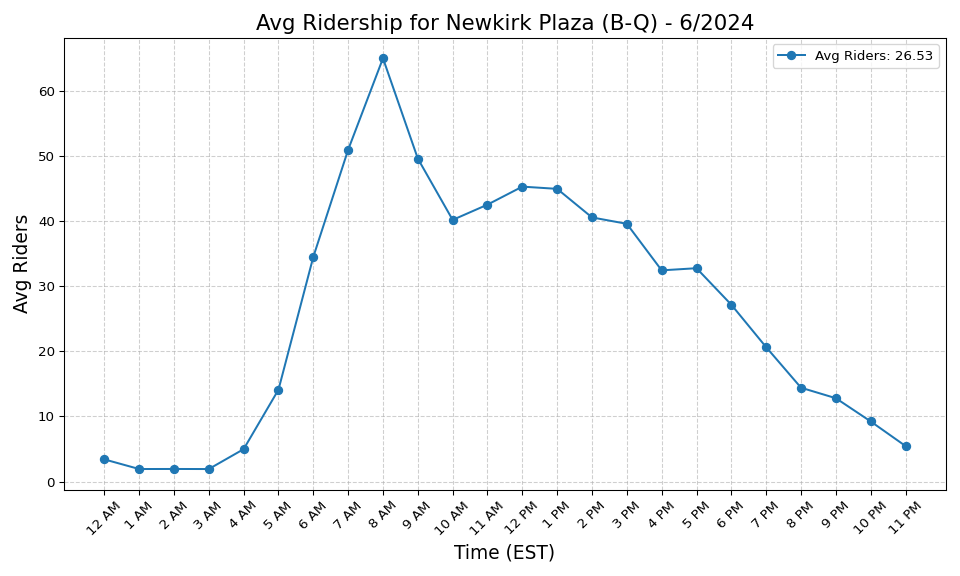 Avg Ridership for Newkirk Plaza (B-Q) - 6/2024
Avg Riders: 26.53
Avg Riders
60
50
40
30
20
10
0
12 AM
1 AM
2 AM
3 AM
4 AM
5 AM
6 AM
7 AM
8 AM
9 AM
10 AM
11 AM
12 PM
1 PM
2 PM
3 PM
4 PM
5 PM
6 PM
7 PM
8 PM
9 PM
10 PM
11 PM
Time (EST)